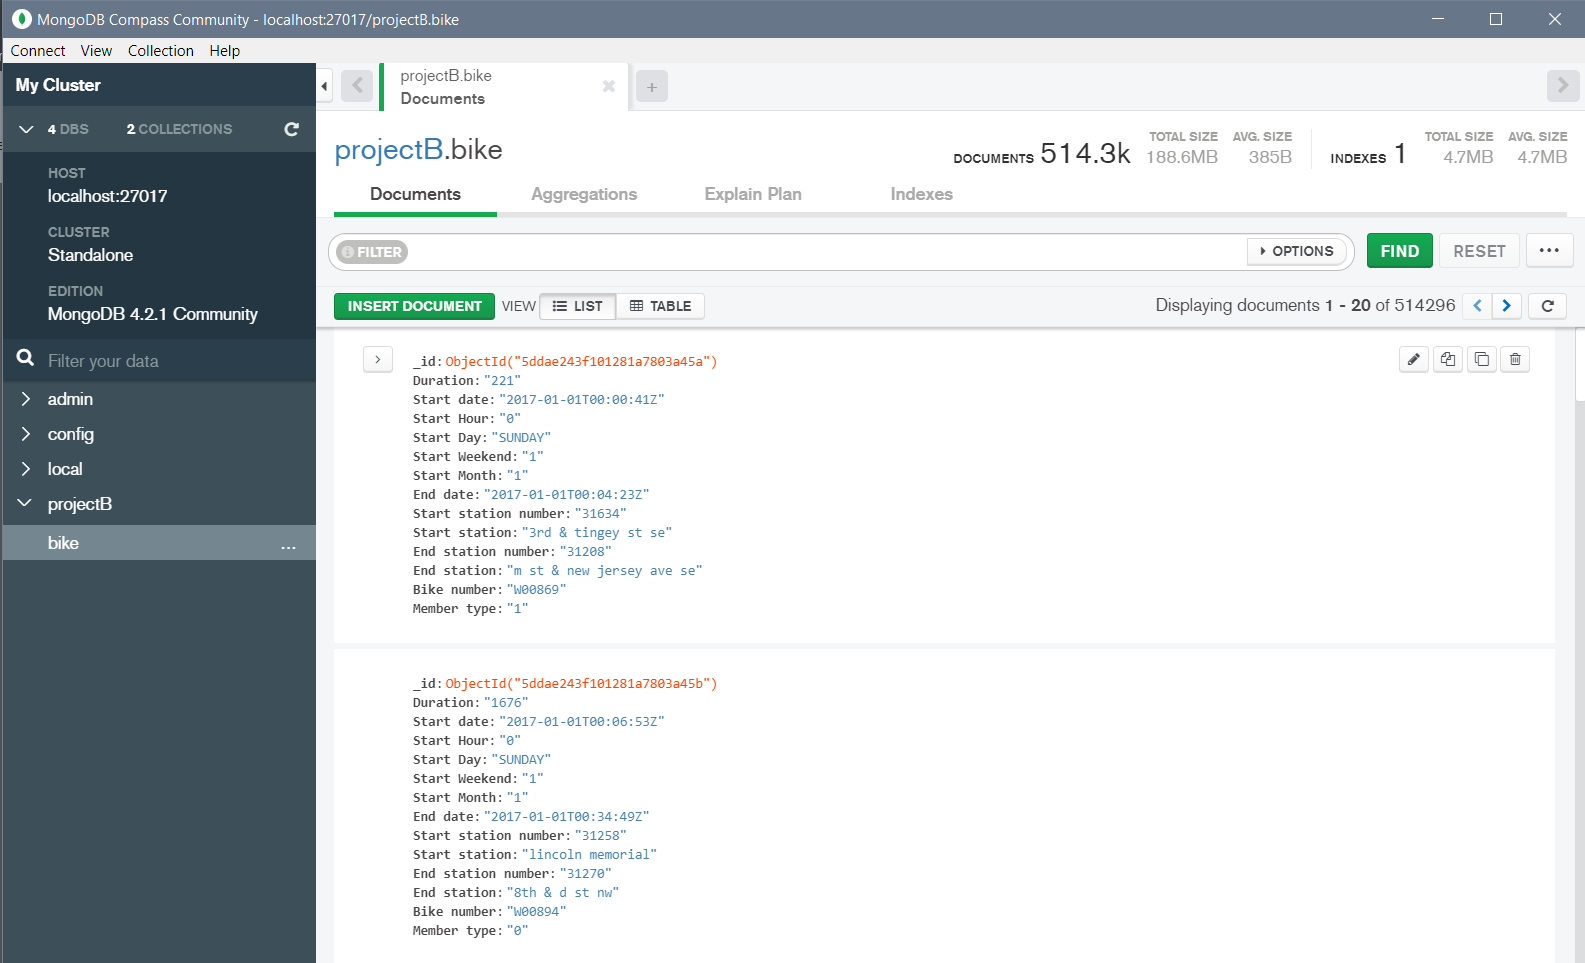 MongoDB Compass Community - localhost:27017/projectB.bike
Connect View Collection Help
My Cluster
4 DBS 2 COLLECTIONS
HOST
localhost:27017
CLUSTER
Standalone
EDITION
MongoDB 4.2.1 Community
Filter your data
admin
config
local
projectB
bike ...
projectB.bike
Documents
+
projectB.bike
DOCUMENTS 514.3k
TOTAL SIZE 188.6MB
AVG. SIZE 385B
INDEXES 1
TOTAL SIZE 4.7MB
AVG. SIZE 4.7MB
Documents Aggregations Explain Plan Indexes
FILTER OPTIONS FIND RESET ...
INSERT DOCUMENT VIEW LIST TABLE Displaying documents 1 - 20 of 514296
_id: ObjectId("5ddae243f101281a7803a45a")
Duration: "221"
Start date: "2017-01-01T00:00:41Z"
Start Hour: "0"
Start Day: "SUNDAY"
Start Weekend: "1"
Start Month: "1"
End date: "2017-01-01T00:04:23Z"
Start station number: "31634"
Start station: "3rd & tingey st se"
End station number: "31208"
End station: "m st & new jersey ave se"
Bike number: "W00869"
Member type: "1"
_id: ObjectId("5ddae243f101281a7803a45b")
Duration: "1676"
Start date: "2017-01-01T00:06:53Z"
Start Hour: "0"
Start Day: "SUNDAY"
Start Weekend: "1"
Start Month: "1"
End date: "2017-01-01T00:34:49Z"
Start station number: "31258"
Start station: "lincoln memorial"
End station number: "31270"
End station: "8th & d st nw"
Bike number: "W00894"
Member type: "0"